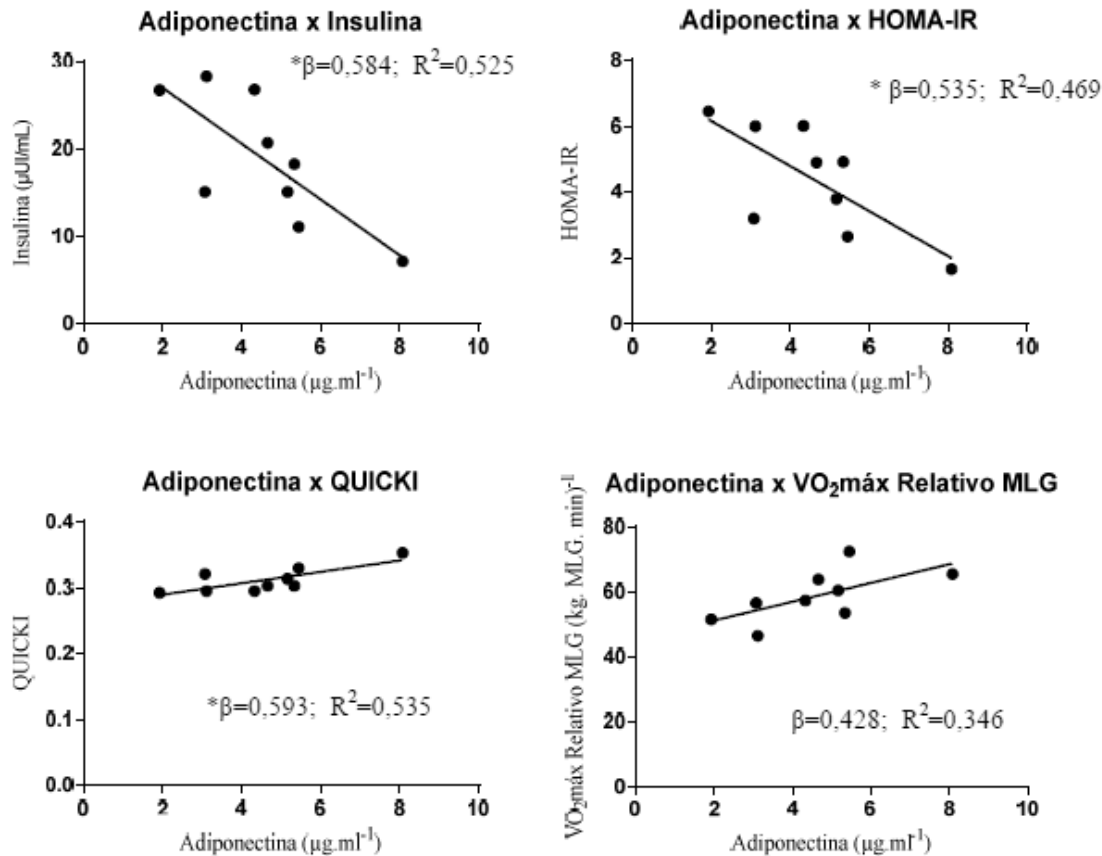 Adiponectina x Insulina
*β=0,584; R²=0,525
Insulina (µUI/mL)
30
20
10
0
0 2 4 6 8 10
Adiponectina (µg.ml⁻¹)
Adiponectina x HOMA-IR
* β=0,535; R²=0,469
HOMA-IR
8
6
4
2
0
0 2 4 6 8 10
Adiponectina (µg.ml⁻¹)
Adiponectina x QUICKI
QUICKI
0.4
0.3
0.2
0.1
0.0
*β=0,593; R²=0,535
0 2 4 6 8 10
Adiponectina (µg.ml⁻¹)
Adiponectina x VO₂máx Relativo MLG
VO₂máx Relativo MLG (kg. MLG. min)⁻¹
80
60
40
20
0
β=0,428; R²=0,346
0 2 4 6 8 10
Adiponectina (µg.ml⁻¹)